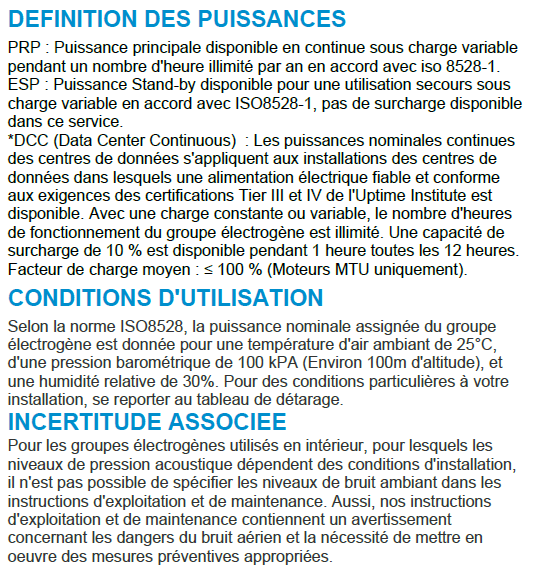 DEFINITION DES PUISSANCES
PRP : Puissance principale disponible en continue sous charge variable
pendant un nombre d'heure illimité par an en accord avec iso 8528-1.
ESP : Puissance Stand-by disponible pour une utilisation secours sous
charge variable en accord avec ISO8528-1, pas de surcharge disponible
dans ce service.
*DCC (Data Center Continuous) : Les puissances nominales continues
des centres de données s'appliquent aux installations des centres de
données dans lesquels une alimentation électrique fiable et conforme
aux exigences des certifications Tier III et IV de l'Uptime Institute est
disponible. Avec une charge constante ou variable, le nombre d'heures
de fonctionnement du groupe électrogène est illimité. Une capacité de
surcharge de 10 % est disponible pendant 1 heure toutes les 12 heures.
Facteur de charge moyen : ≤ 100 % (Moteurs MTU uniquement).
CONDITIONS D'UTILISATION
Selon la norme ISO8528, la puissance nominale assignée du groupe
électrogène est donnée pour une température d'air ambiant de 25°C,
d'une pression barométrique de 100 kPA (Environ 100m d'altitude), et
une humidité relative de 30%. Pour des conditions particulières à votre
installation, se reporter au tableau de détarage.
INCERTITUDE ASSOCIEE
Pour les groupes électrogènes utilisés en intérieur, pour lesquels les
niveaux de pression acoustique dépendent des conditions d'installation,
il n'est pas possible de spécifier les niveaux de bruit ambiant dans les
instructions d'exploitation et de maintenance. Aussi, nos instructions
d'exploitation et de maintenance contiennent un avertissement
concernant les dangers du bruit aérien et la nécessité de mettre en
oeuvre des mesures préventives appropriées.